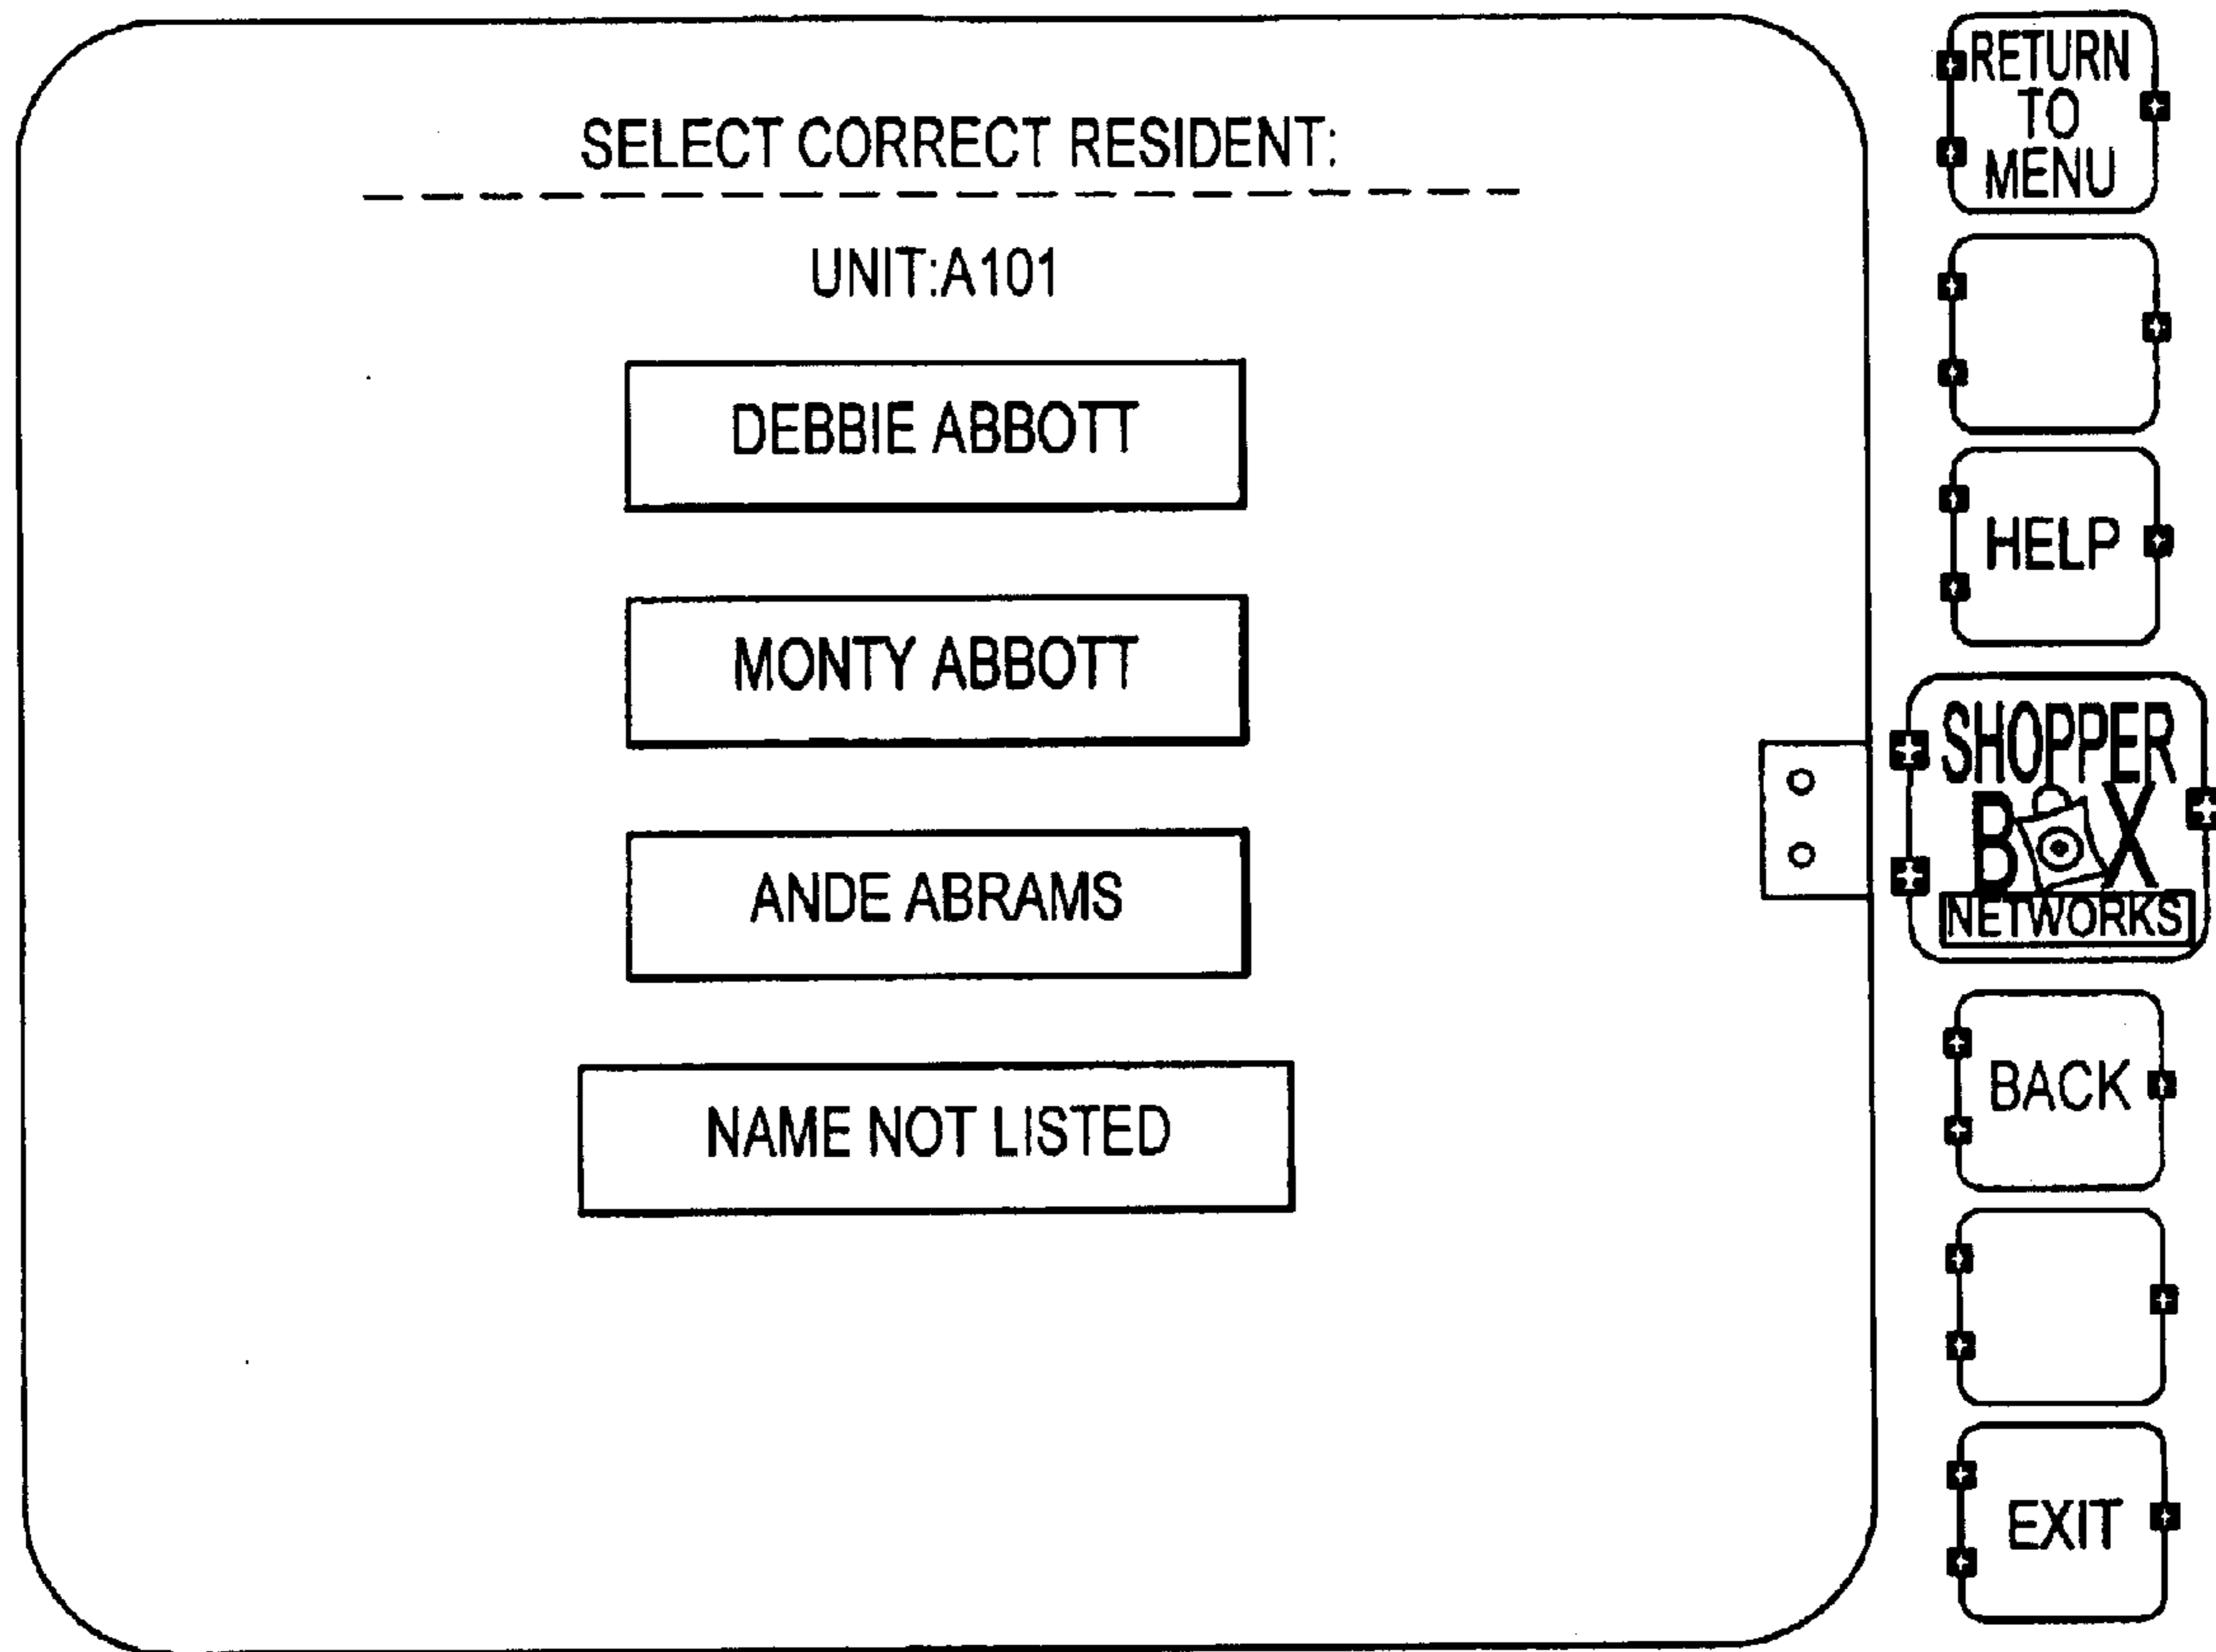 SELECT CORRECT RESIDENT:
UNIT:A101
DEBBIE ABBOTT
MONTY ABBOTT
ANDE ABRAMS
NAME NOT LISTED
RETURN
TO
MENU
HELP
SHOPPER
BOX
NETWORKS
BACK
EXIT